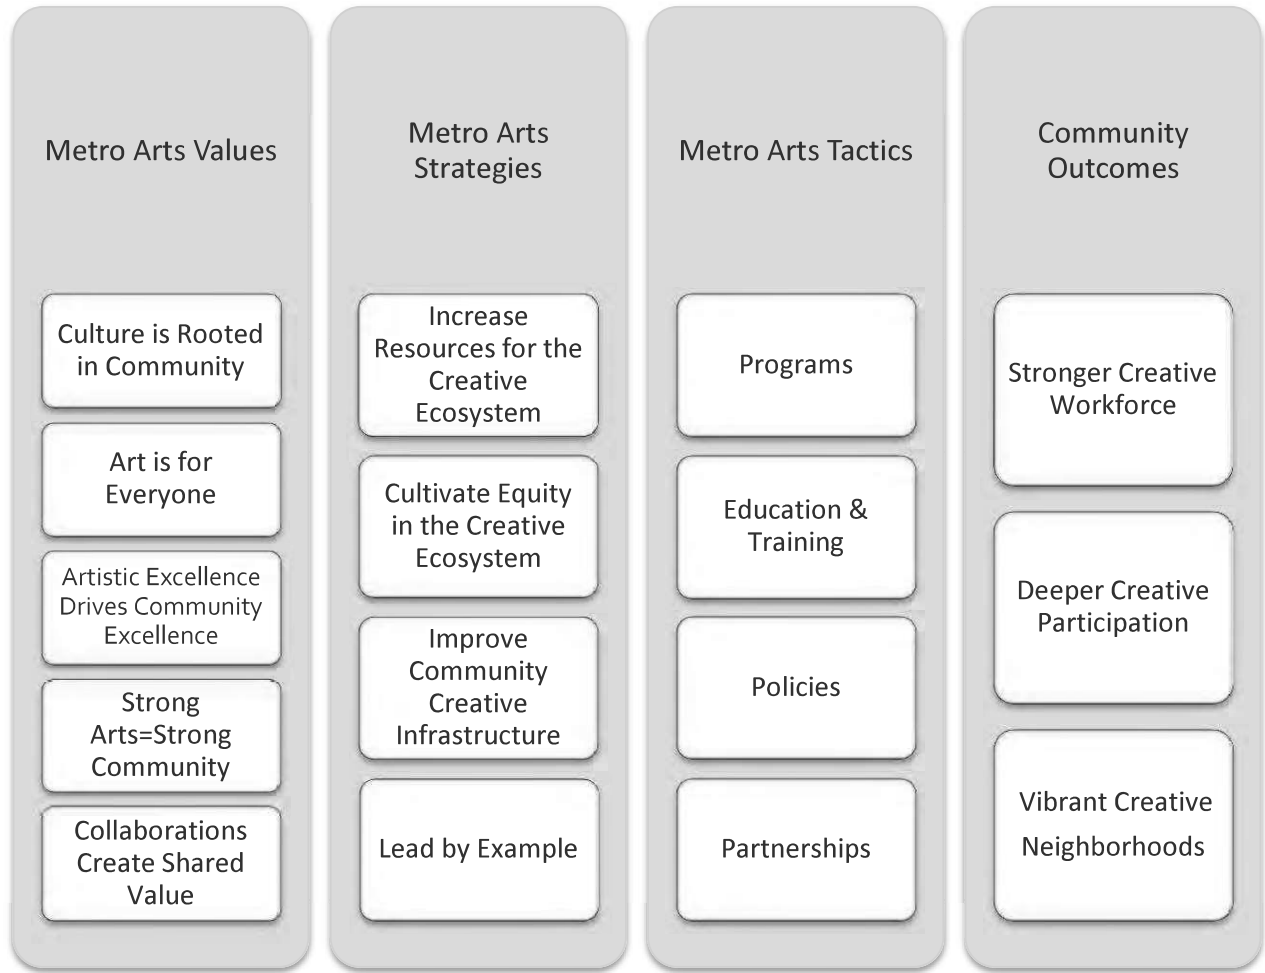 Metro Arts Values
Culture is Rooted
in Community
Art is for
Everyone
Artistic Excellence
Drives Community
Excellence
Strong
Arts=Strong
Community
Collaborations
Create Shared
Value
Metro Arts
Strategies
Increase
Resources for the
Creative
Ecosystem
Cultivate Equity
in the Creative
Ecosystem
Improve
Community
Creative
Infrastructure
Lead by Example
Metro Arts Tactics
Programs
Education &
Training
Policies
Partnerships
Community
Outcomes
Stronger Creative
Workforce
Deeper Creative
Participation
Vibrant Creative
Neighborhoods